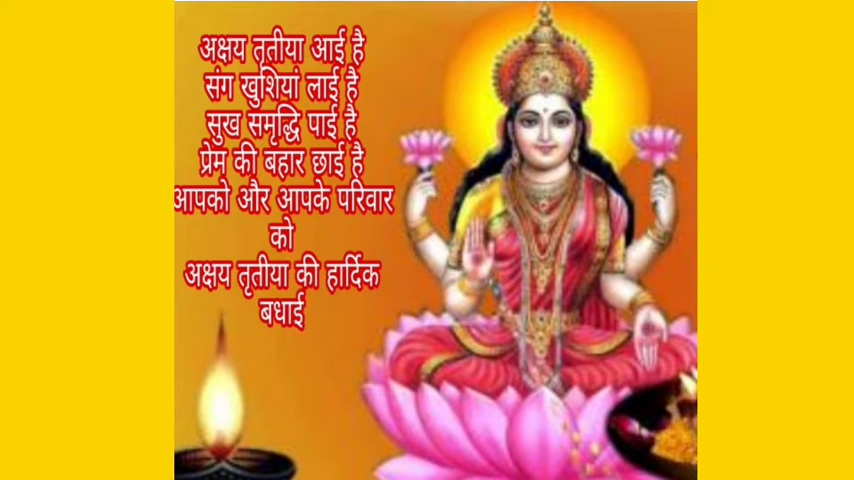 अक्षय तृतीया आई है
संग खुशियां लाई है
सुख समृद्धि पाई है
प्रेम की बहार छाई है
आपको और आपके परिवार
को
अक्षय तृतीया की हार्दिक
बधाई